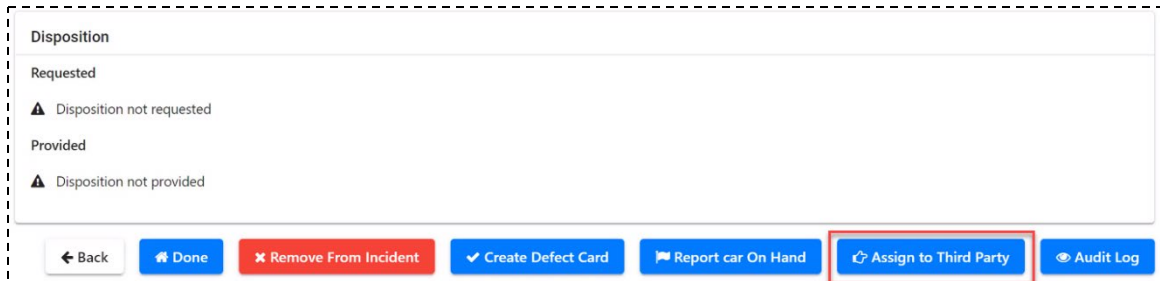 Disposition
Requested
Disposition not requested
Provided
Disposition not provided
Back Done Remove From Incident Create Defect Card Report car On Hand Assign to Third Party Audit Log